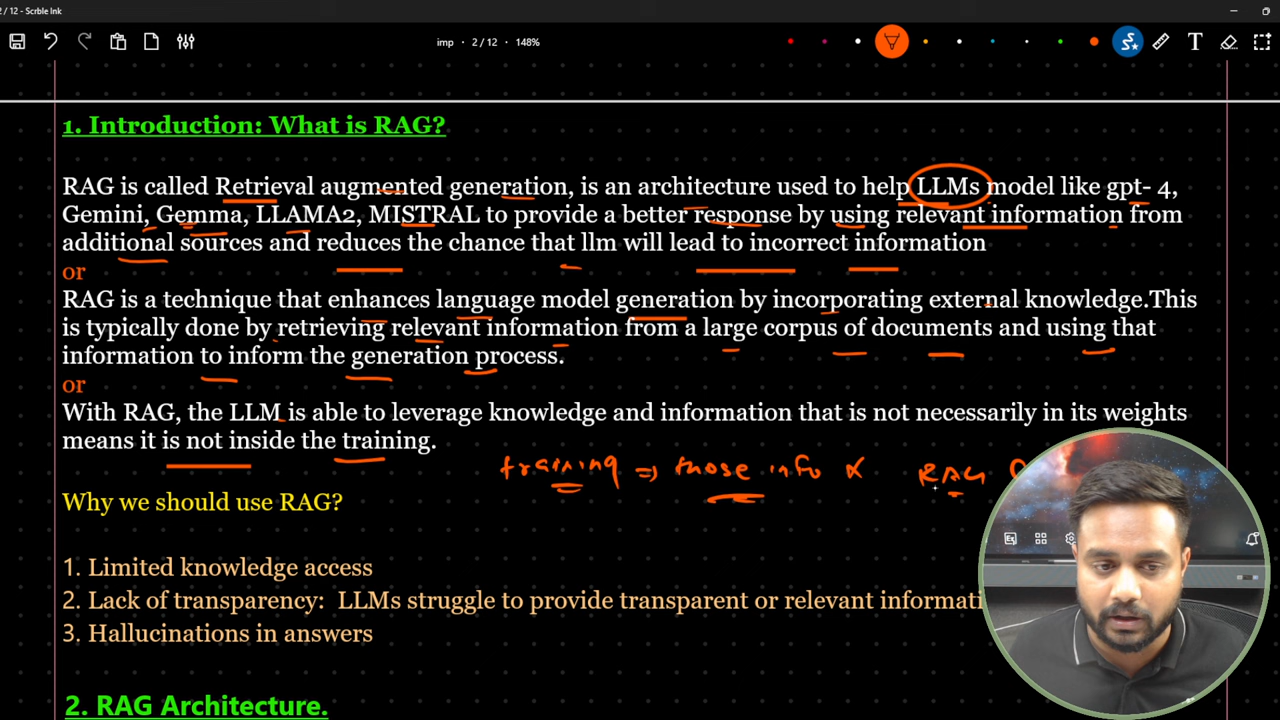 2 / 12 - Scrble Ink
imp • 2 / 12 • 148%
1. Introduction: What is RAG?
RAG is called Retrieval augmented generation, is an architecture used to help LLMs model like gpt- 4,
Gemini, Gemma, LLAMA2, MISTRAL to provide a better response by using relevant information from
additional sources and reduces the chance that llm will lead to incorrect information
or
RAG is a technique that enhances language model generation by incorporating external knowledge.This
is typically done by retrieving relevant information from a large corpus of documents and using that
information to inform the generation process.
or
With RAG, the LLM is able to leverage knowledge and information that is not necessarily in its weights
means it is not inside the training.
training => those info RAG
Why we should use RAG?
1. Limited knowledge access
2. Lack of transparency: LLMs struggle to provide transparent or relevant informati
3. Hallucinations in answers
2. RAG Architecture.